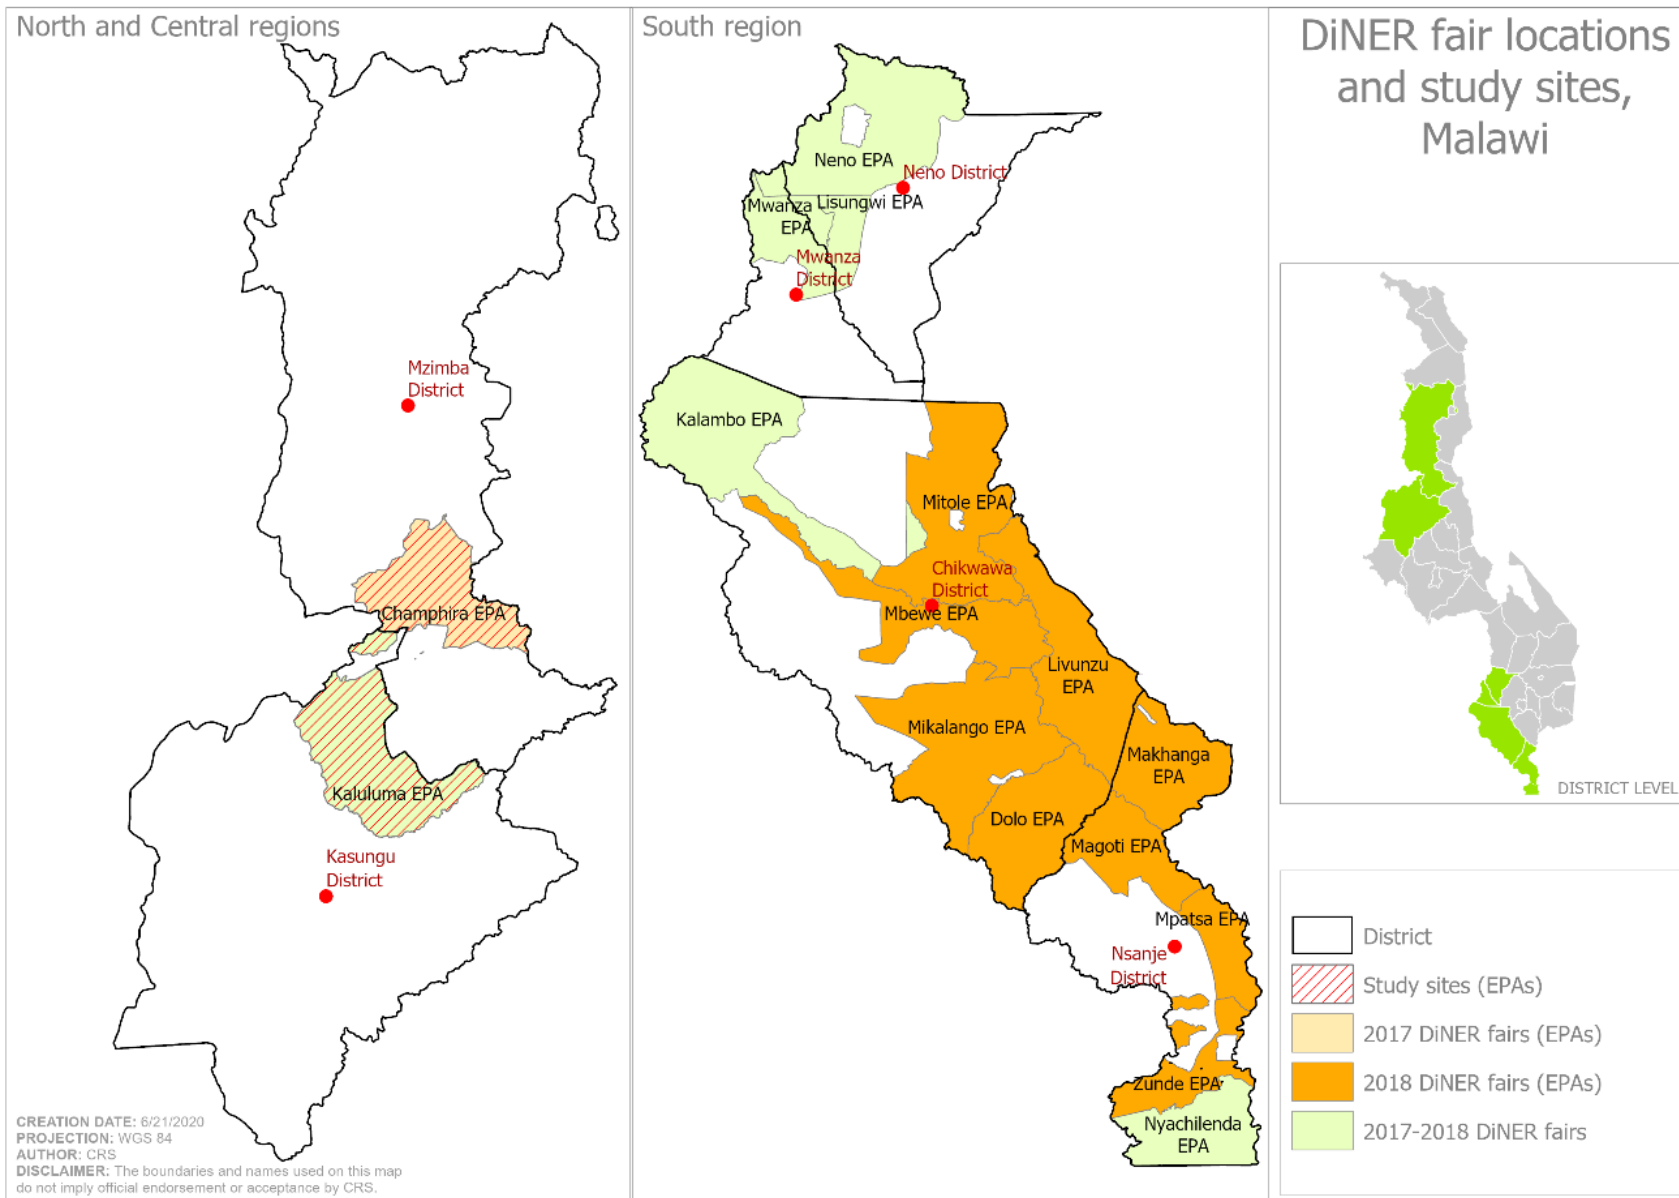 North and Central regions
Mzimba
District
Champhira EPA
Kaluluma EPA
Kasungu
District
CREATION DATE: 6/21/2020
PROJECTION: WGS 84
AUTHOR: CRS
DISCLAIMER: The boundaries and names used on this map
do not imply official endorsement or acceptance by CRS.
South region
Neno EPA
Neno District
Mwanza
EPA
Lisungwi EPA
Mwanza
District
Kalambo EPA
Mitole EPA
Chikwawa
District
Mbewe EPA
Livunzu
EPA
Mikalango EPA
Makhanga
EPA
Dolo EPA
Magoti EPA
Mpatsa EPA
Nsanje
District
Zunde EPA
Nyachilenda
EPA
DiNER fair locations
and study sites,
Malawi
DISTRICT LEVEL
District
Study sites (EPAs)
2017 DiNER fairs (EPAs)
2018 DiNER fairs (EPAs)
2017-2018 DiNER fairs